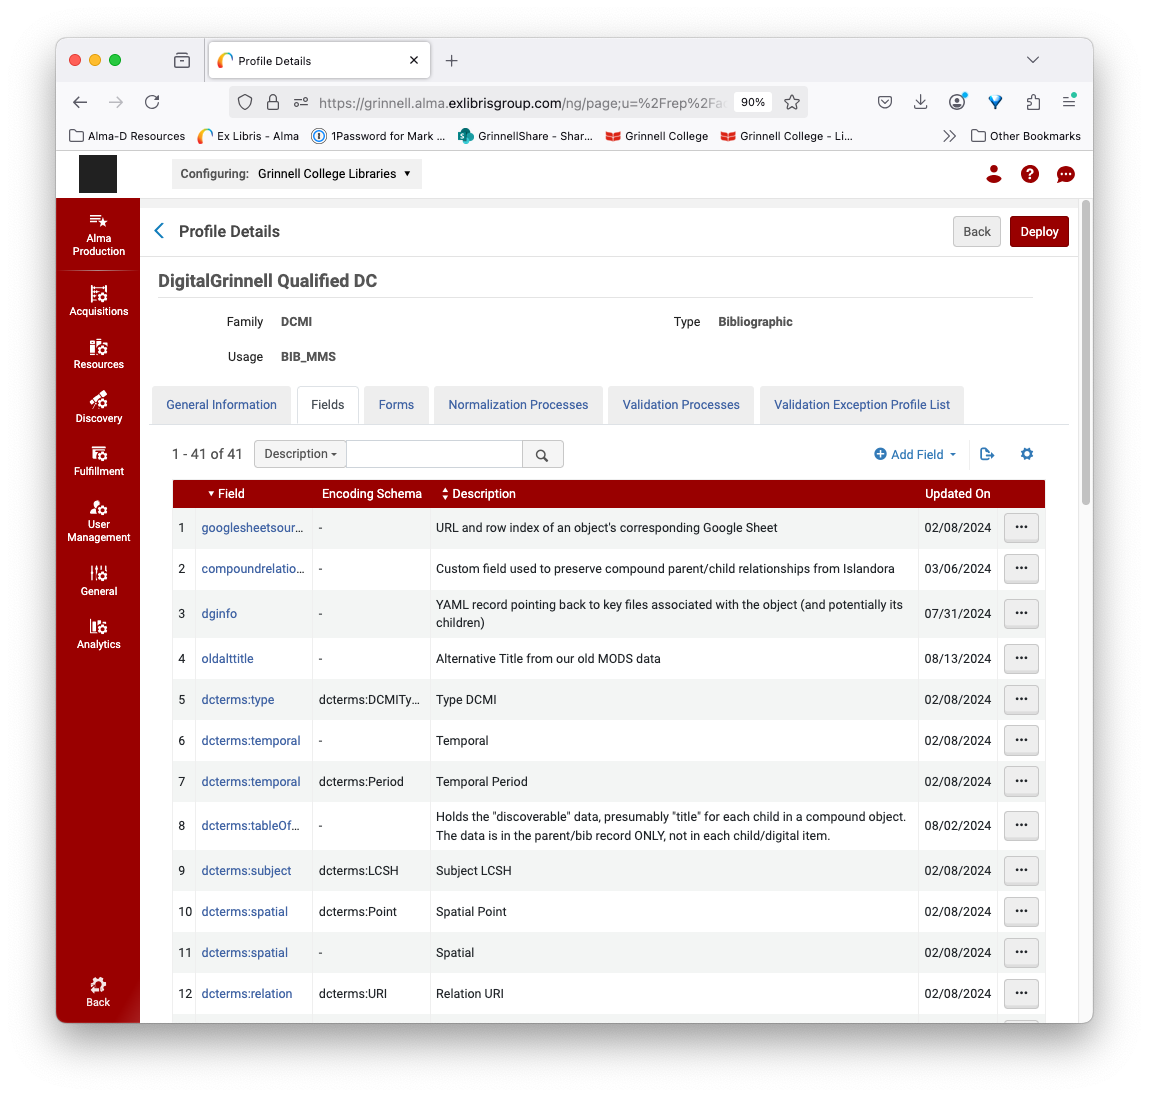 Profile Details
https://grinnell.alma.exlibrisgroup.com/ng/page;u=%2Frep%2Fac
90%
Alma-D Resources
Ex Libris - Alma
1Password for Mark ...
GrinnellShare - Shar...
Grinnell College
Grinnell College - Li...
Other Bookmarks
Configuring: Grinnell College Libraries
Alma
Production
Acquisitions
Resources
Discovery
Fulfillment
User
Management
General
Analytics
Back
Profile Details
Back
Deploy
DigitalGrinnell Qualified DC
Family DCMI
Type Bibliographic
Usage BIB_MMS
General Information
Fields
Forms
Normalization Processes
Validation Processes
Validation Exception Profile List
1 - 41 of 41
Description
Add Field
Field Encoding Schema Description Updated On
1 googlesheetsour... - URL and row index of an object's corresponding Google Sheet 02/08/2024
2 compoundrelatio... - Custom field used to preserve compound parent/child relationships from Islandora 03/06/2024
3 dginfo - YAML record pointing back to key files associated with the object (and potentially its
children) 07/31/2024
4 oldalttitle - Alternative Title from our old MODS data 08/13/2024
5 dcterms:type dcterms:DCMITy... Type DCMI 02/08/2024
6 dcterms:temporal - Temporal 02/08/2024
7 dcterms:temporal dcterms:Period Temporal Period 02/08/2024
8 dcterms:tableOf... - Holds the "discoverable" data, presumably "title" for each child in a compound object.
The data is in the parent/bib record ONLY, not in each child/digital item. 08/02/2024
9 dcterms:subject dcterms:LCSH Subject LCSH 02/08/2024
10 dcterms:spatial dcterms:Point Spatial Point 02/08/2024
11 dcterms:spatial - Spatial 02/08/2024
12 dcterms:relation dcterms:URI Relation URI 02/08/2024